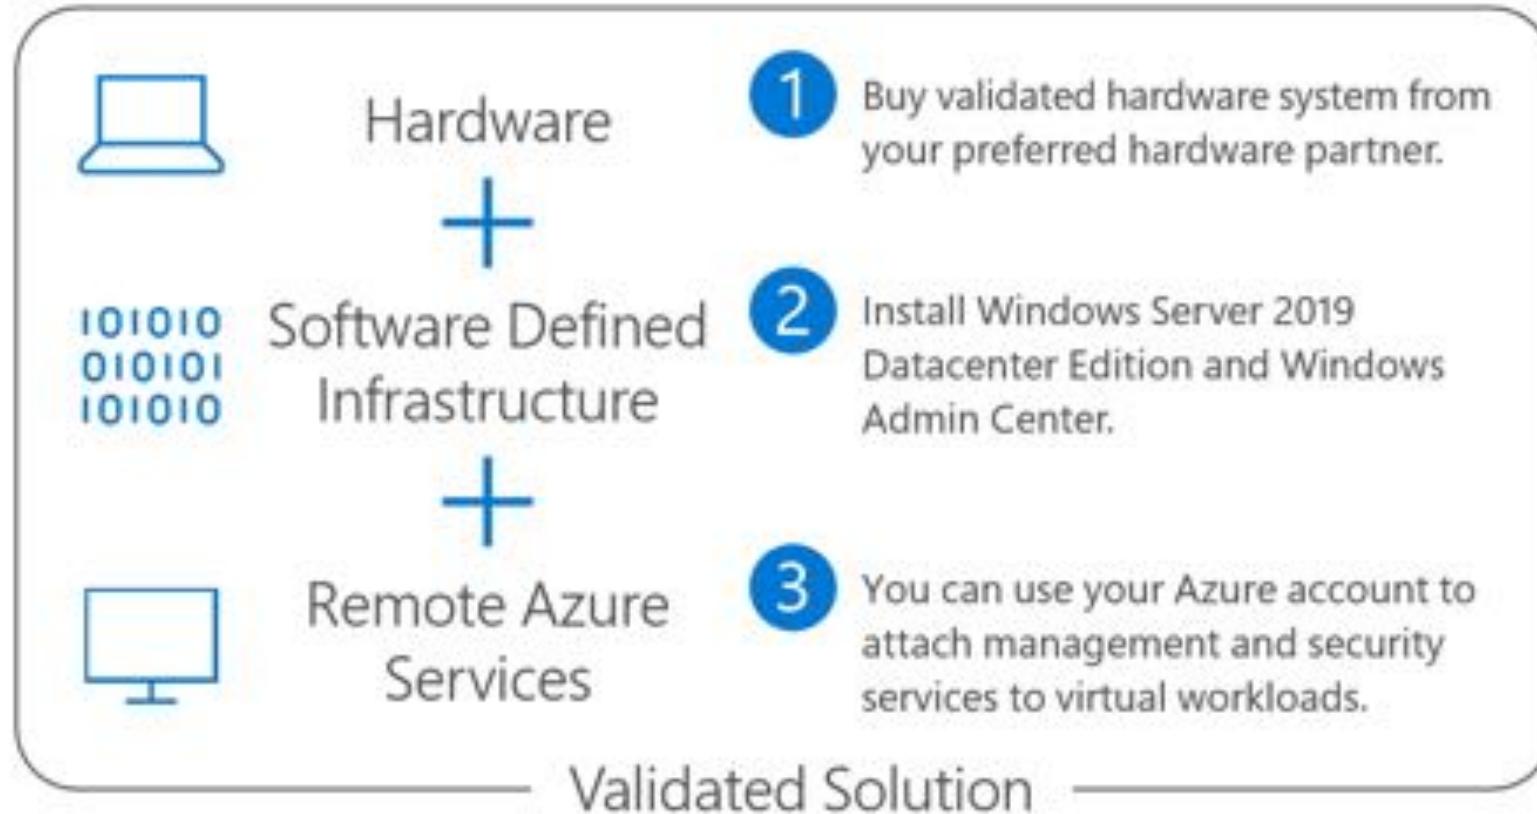 Hardware
1
Buy validated hardware system from
your preferred hardware partner.
101010
010101
101010
Software Defined
Infrastructure
2
Install Windows Server 2019
Datacenter Edition and Windows
Admin Center.
Remote Azure
Services
3
You can use your Azure account to
attach management and security
services to virtual workloads.
Validated Solution